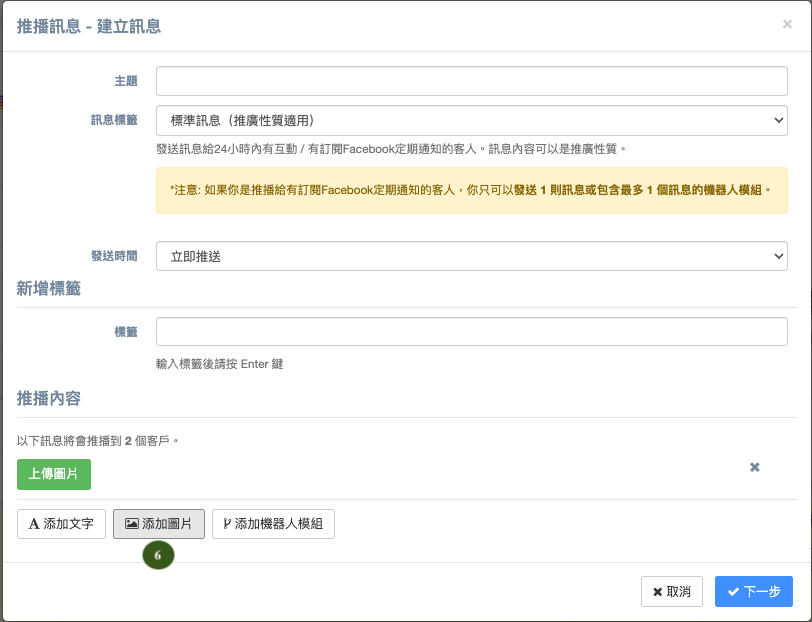 推播訊息 - 建立訊息
×
主題
訊息標籤
標準訊息（推廣性質適用）
發送訊息給24小時內有互動 / 有訂閱Facebook定期通知的客人。訊息內容可以是推廣性質。
*注意: 如果你是推播給有訂閱Facebook定期通知的客人，你只可以發送 1 則訊息或包含最多 1 個訊息的機器人模組。
發送時間
立即推送
新增標籤
標籤
輸入標籤後請按 Enter 鍵
推播內容
以下訊息將會推播到 2 個客戶。
上傳圖片
A 添加文字 添加圖片 添加機器人模組
6
取消 下一步